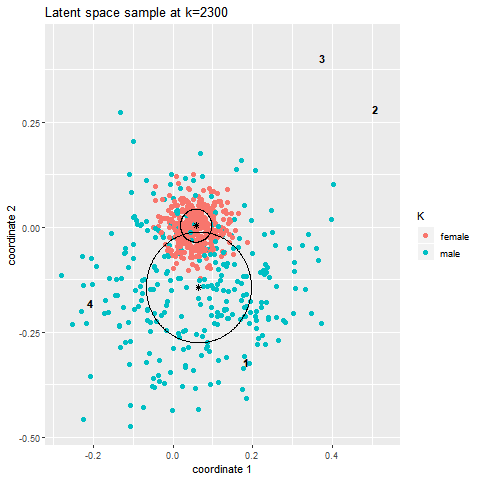 Latent space sample at k=2300
3
2
0.25
K
female
male
0.00
coordinate 2
-0.25
4
1
-0.50
-0.2
0.0
0.2
0.4
coordinate 1